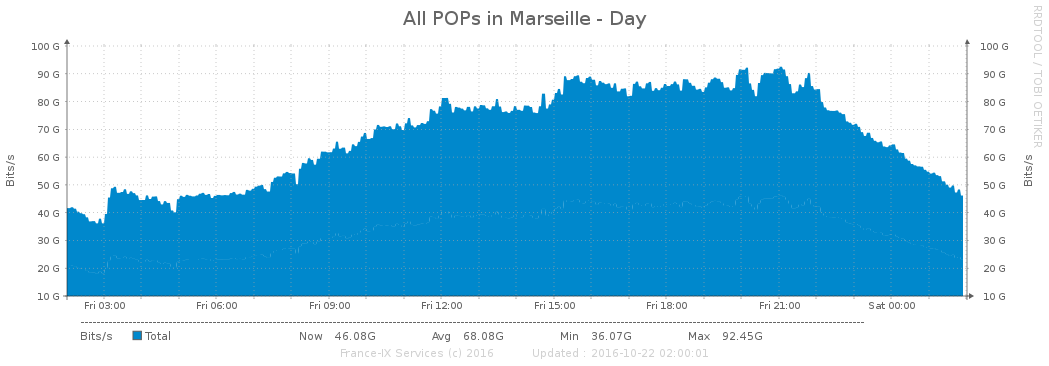 All POPs in Marseille - Day
RRDTOOL / TOBI OETIKER
Bits/s
100 G 100 G
90 G 90 G
80 G 80 G
70 G 70 G
60 G 60 G
50 G 50 G
40 G 40 G
30 G 30 G
20 G 20 G
10 G 10 G
Bits/s
Fri 03:00 Fri 06:00 Fri 09:00 Fri 12:00 Fri 15:00 Fri 18:00 Fri 21:00 Sat 00:00
Bits/s Total Now 46.08G Avg 68.08G Min 36.07G Max 92.45G
France-IX Services (c) 2016 Updated : 2016-10-22 02:00:01